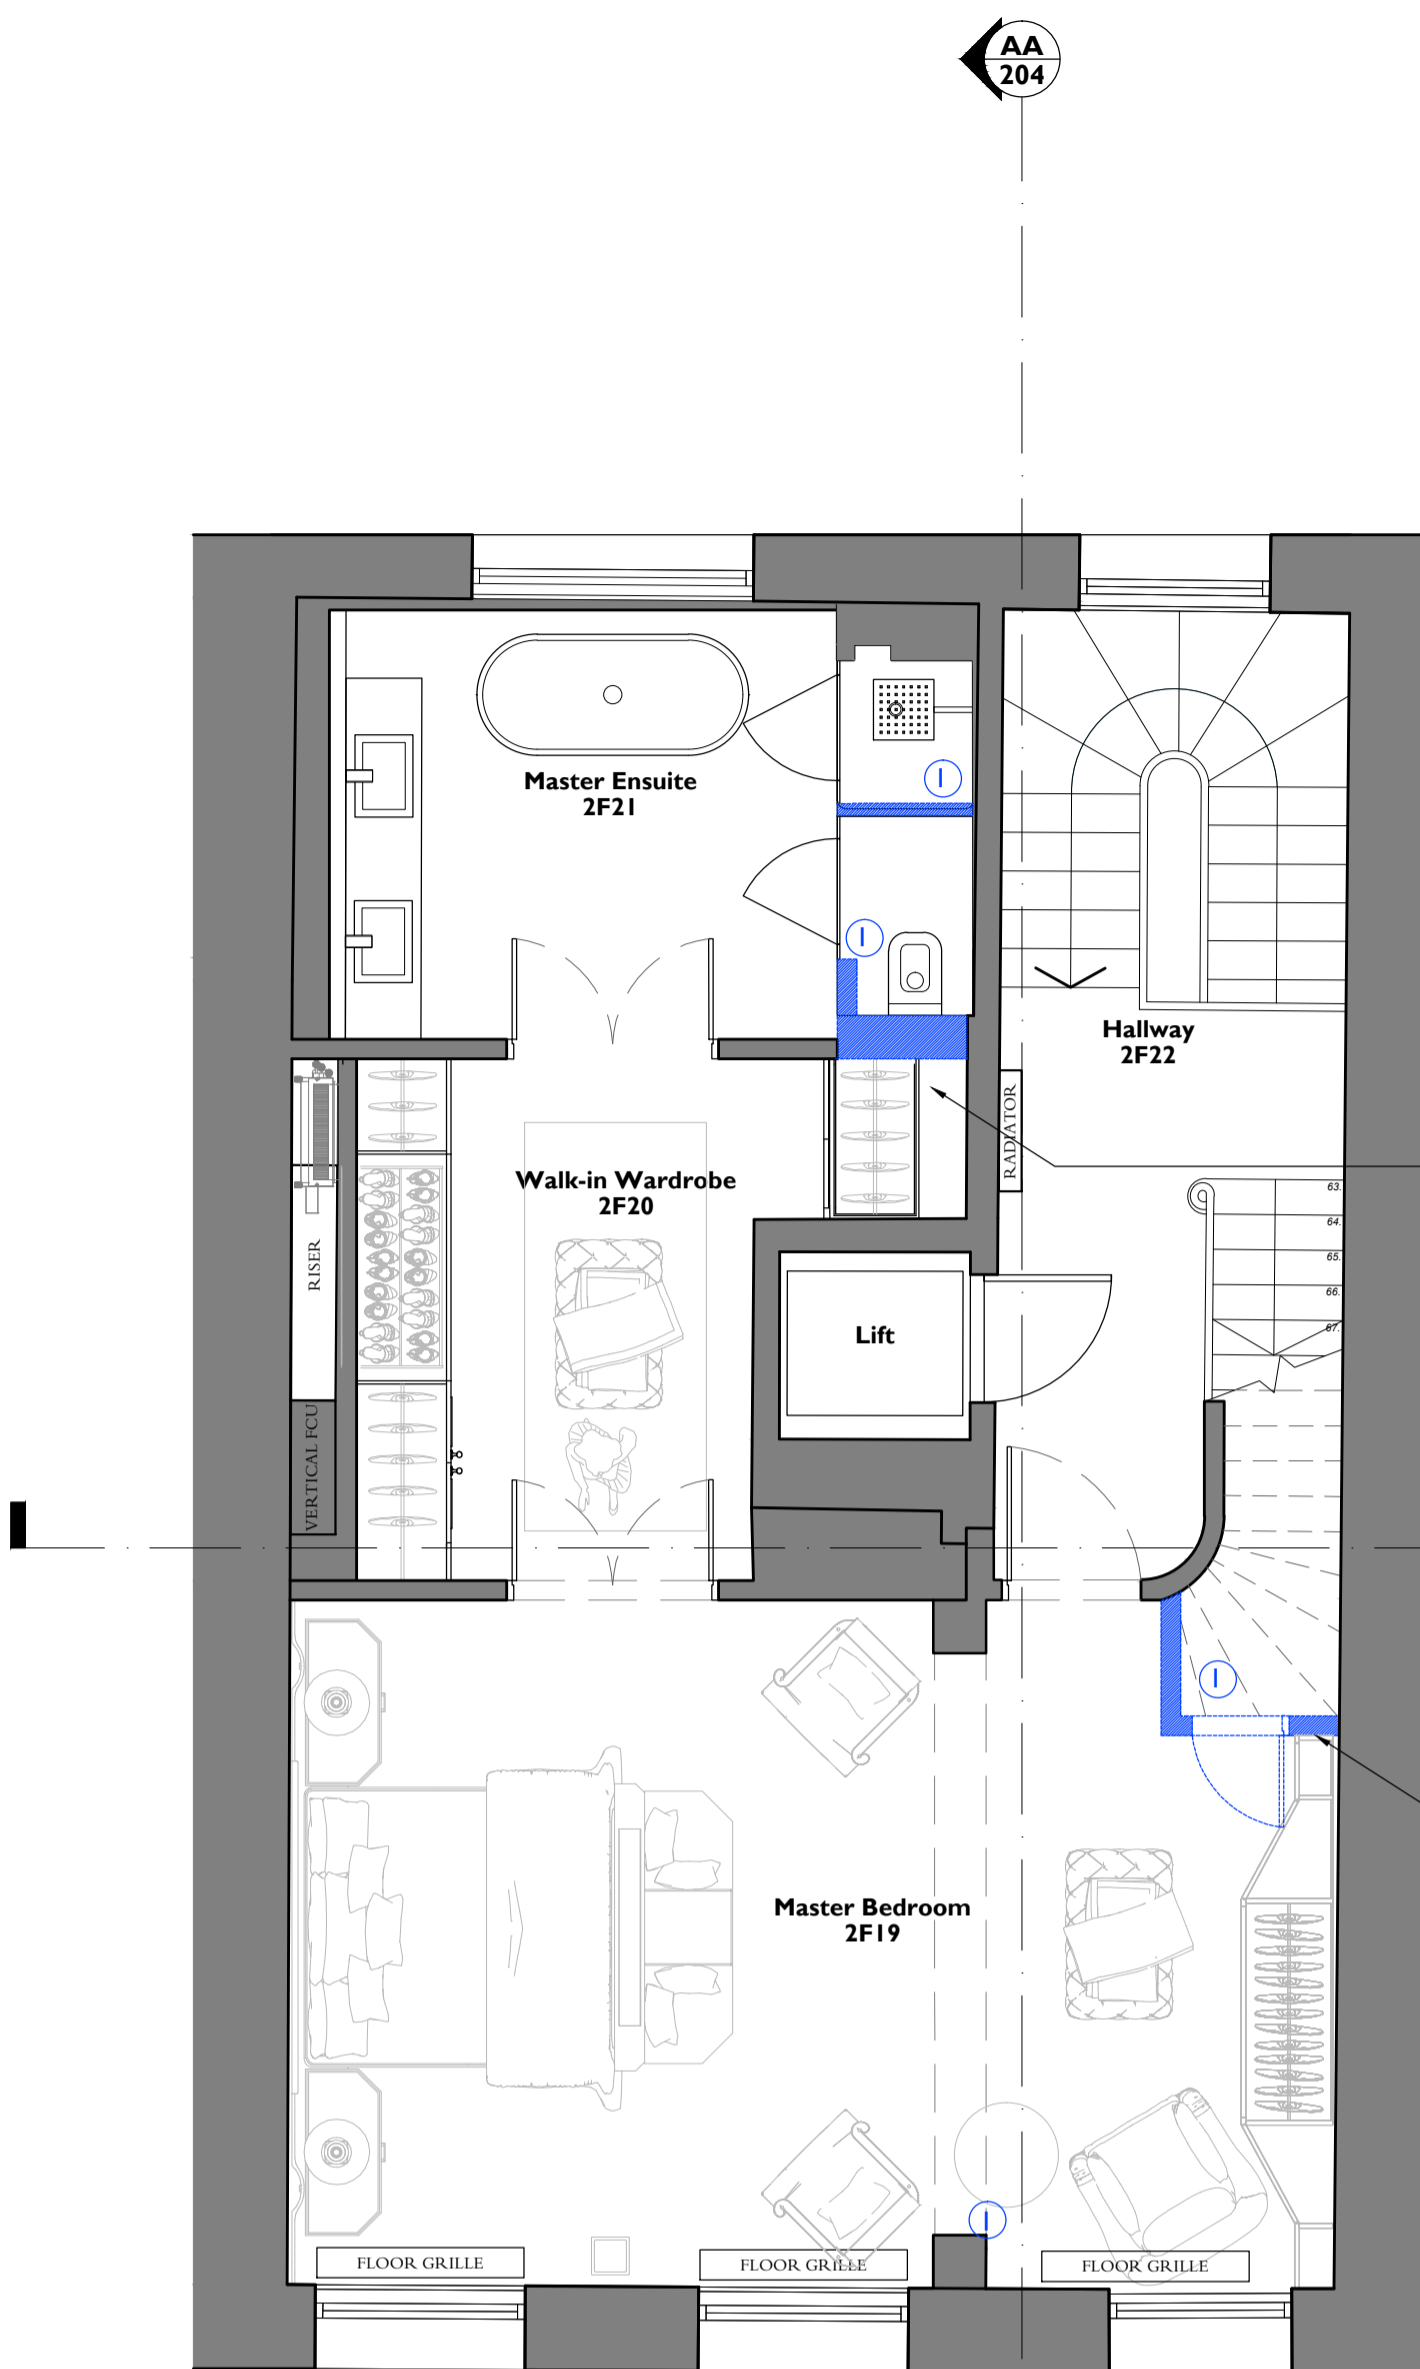 AA
204
Master Ensuite
2F21
I
I
Hallway
2F22
RADIATOR
Walk-in Wardrobe
2F20
63.
64.
65.
66.
67.
RISER
Lift
VERTICAL FCU
I
Master Bedroom
2F19
I
FLOOR GRILLE
FLOOR GRILLE
FLOOR GRILLE